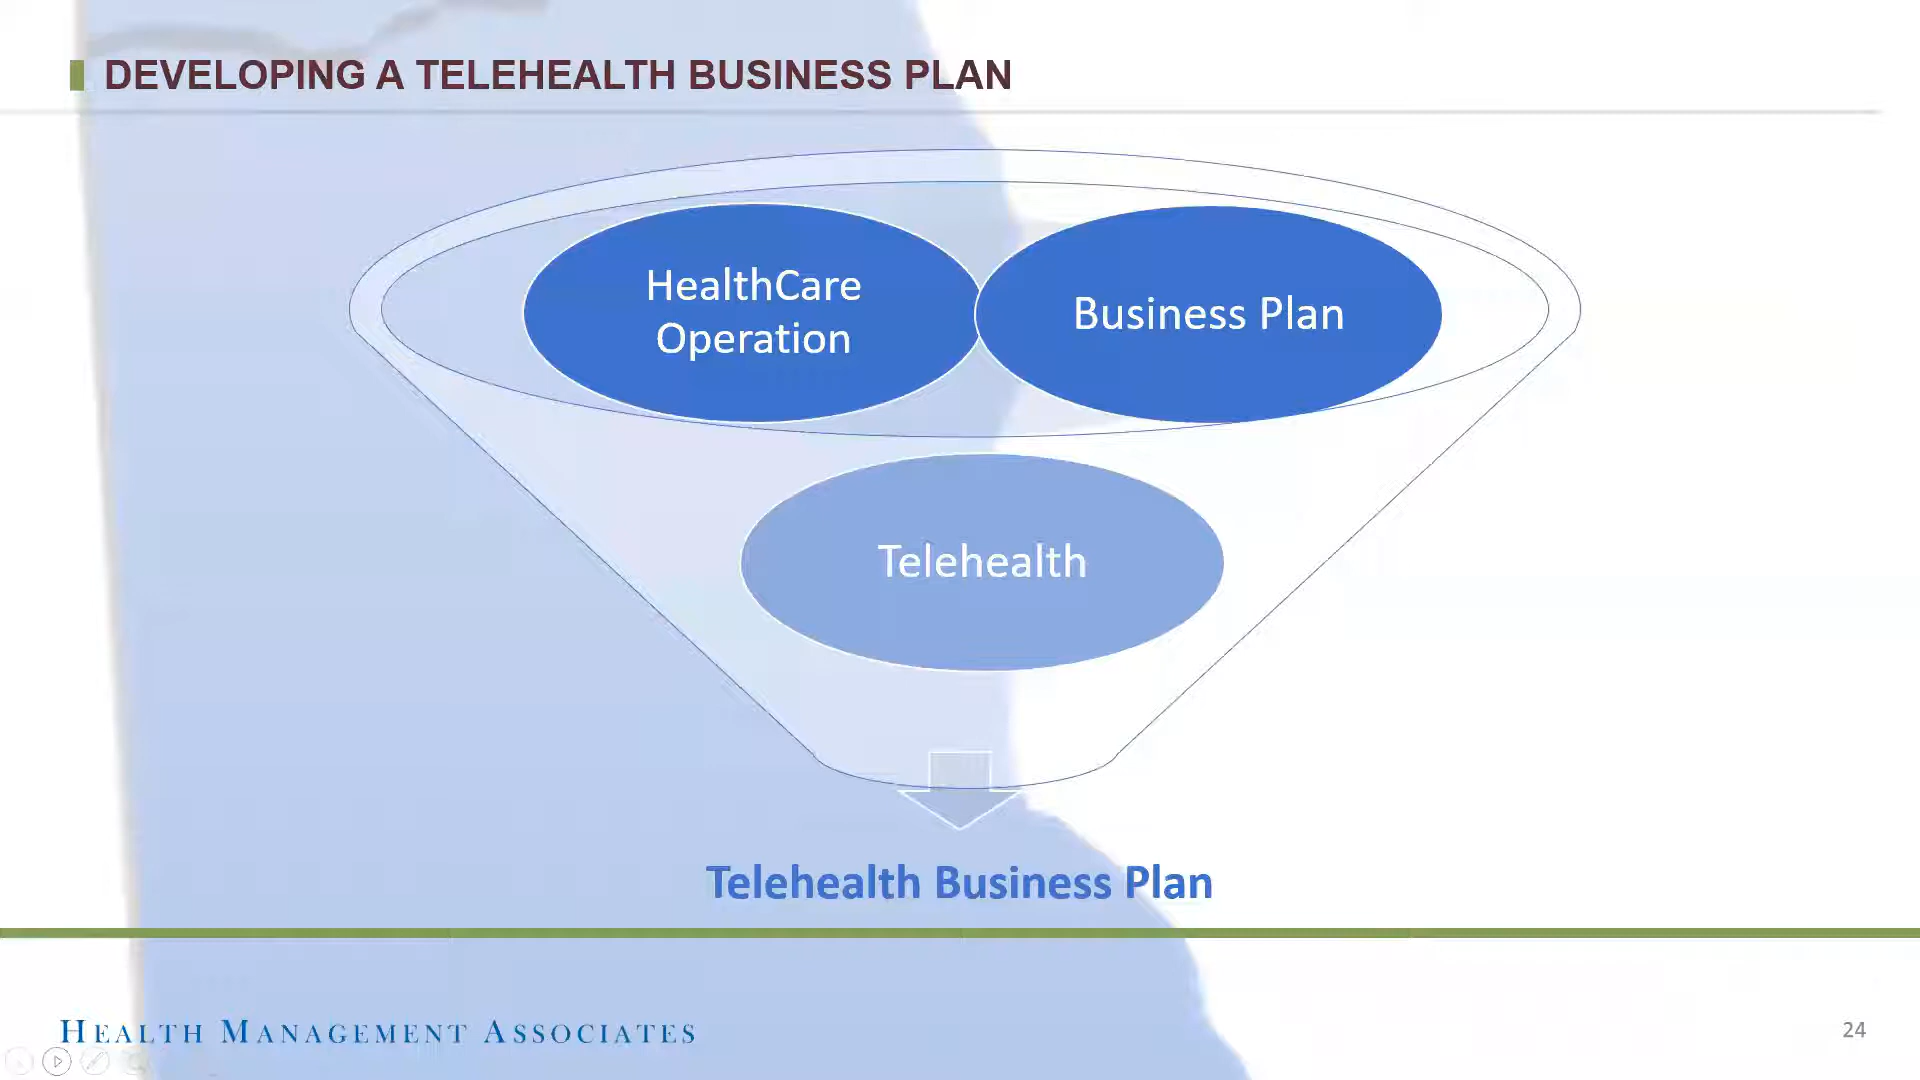 DEVELOPING A TELEHEALTH BUSINESS PLAN
HealthCare
Operation
Business Plan
Telehealth
Telehealth Business Plan
HEALTH MANAGEMENT ASSOCIATES
24